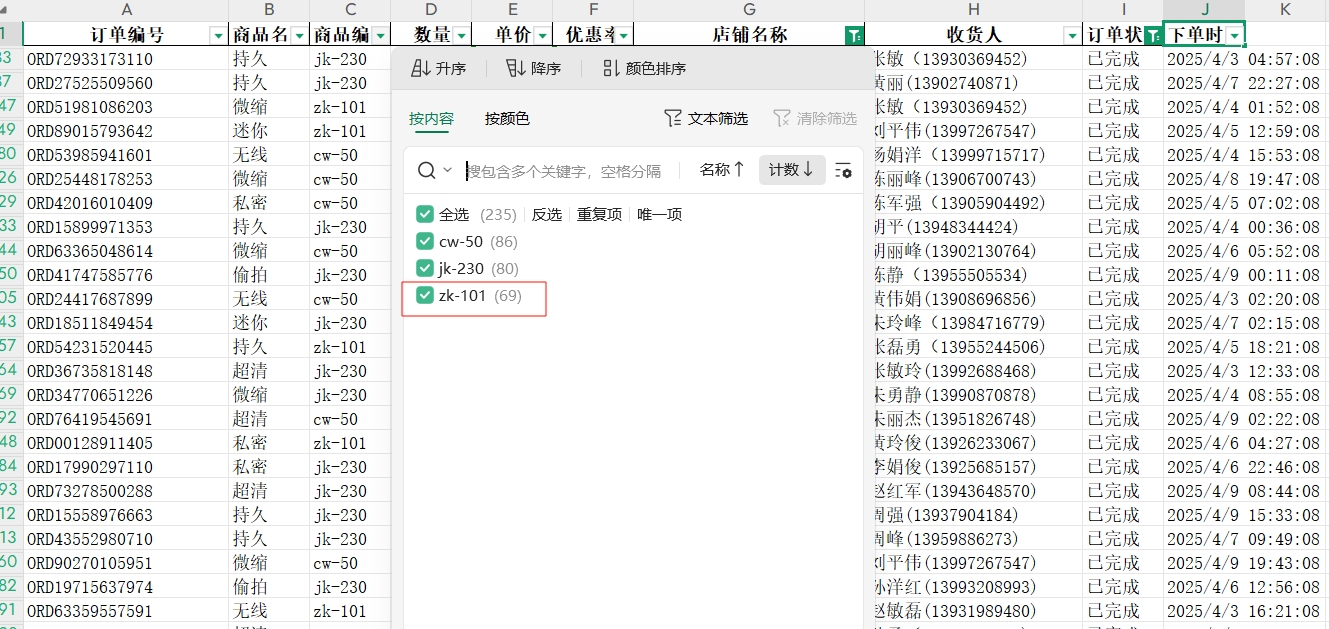 A B C D E F G H I J K
1 订单编号 商品名 商品编 数量 单价 优惠率 店铺名称 收货人 订单状 下单时
33 ORD72933173110 持久 jk-230 升序 降序 颜色排序 张敏（13930369452） 已完成 2025/4/3 04:57:08
37 ORD27525509560 持久 jk-230 黄丽(13902740871) 已完成 2025/4/7 22:27:08
47 ORD51981086203 微缩 zk-101 按内容 按颜色 文本筛选 清除筛选 张敏（13930369452） 已完成 2025/4/4 01:52:08
49 ORD89015793642 迷你 zk-101 刘平伟(13997267547) 已完成 2025/4/5 12:59:08
80 ORD53985941601 无线 cw-50 搜包含多个关键字，空格分隔 名称↑ 计数↓ 杨娟洋（13999715717） 已完成 2025/4/4 15:53:08
26 ORD25448178253 微缩 cw-50 陈丽峰(13906700743) 已完成 2025/4/8 19:47:08
50 ORD42016010409 私密 cw-50 全选 (235) 反选 重复项 唯一项 陈军强（13905904492） 已完成 2025/4/5 07:02:08
33 ORD15899971353 持久 jk-230 cw-50 (86) 胡平(13948344424) 已完成 2025/4/4 00:36:08
44 ORD63365048614 微缩 cw-50 胡丽峰(13902130764) 已完成 2025/4/6 05:52:08
50 ORD41747585776 偷拍 jk-230 jk-230 (80) 陈静（13955505534） 已完成 2025/4/9 00:11:08
05 ORD24417687899 无线 cw-50 zk-101 (69) 黄伟娟(13908696856) 已完成 2025/4/3 02:20:08
43 ORD18511849454 迷你 jk-230 朱玲峰（13984716779） 已完成 2025/4/7 02:15:08
57 ORD54231520445 持久 zk-101 张磊勇（13955244506） 已完成 2025/4/5 18:21:08
64 ORD36735818148 超清 jk-230 张敏玲(13992688468) 已完成 2025/4/3 12:33:08
69 ORD34770651226 微缩 jk-230 朱勇静(13990870878) 已完成 2025/4/4 08:55:08
92 ORD76419545691 超清 cw-50 朱丽杰(13951826748) 已完成 2025/4/9 02:22:08
48 ORD00128911405 私密 zk-101 黄玲俊(13926233067) 已完成 2025/4/6 04:27:08
84 ORD17990297110 私密 jk-230 李娟俊(13925685157) 已完成 2025/4/6 22:46:08
93 ORD73278500288 超清 jk-230 赵红军(13943648570) 已完成 2025/4/9 08:44:08
12 ORD15558976663 持久 jk-230 周强(13937904184) 已完成 2025/4/9 15:33:08
13 ORD43552980710 持久 jk-230 周峰(13959886273) 已完成 2025/4/7 09:49:08
60 ORD90270105951 微缩 cw-50 刘平伟(13997267547) 已完成 2025/4/9 19:43:08
82 ORD19715637974 偷拍 jk-230 孙洋红(13993208993) 已完成 2025/4/6 12:56:08
91 ORD63359557591 无线 zk-101 赵敏磊(13931989480) 已完成 2025/4/3 16:21:08